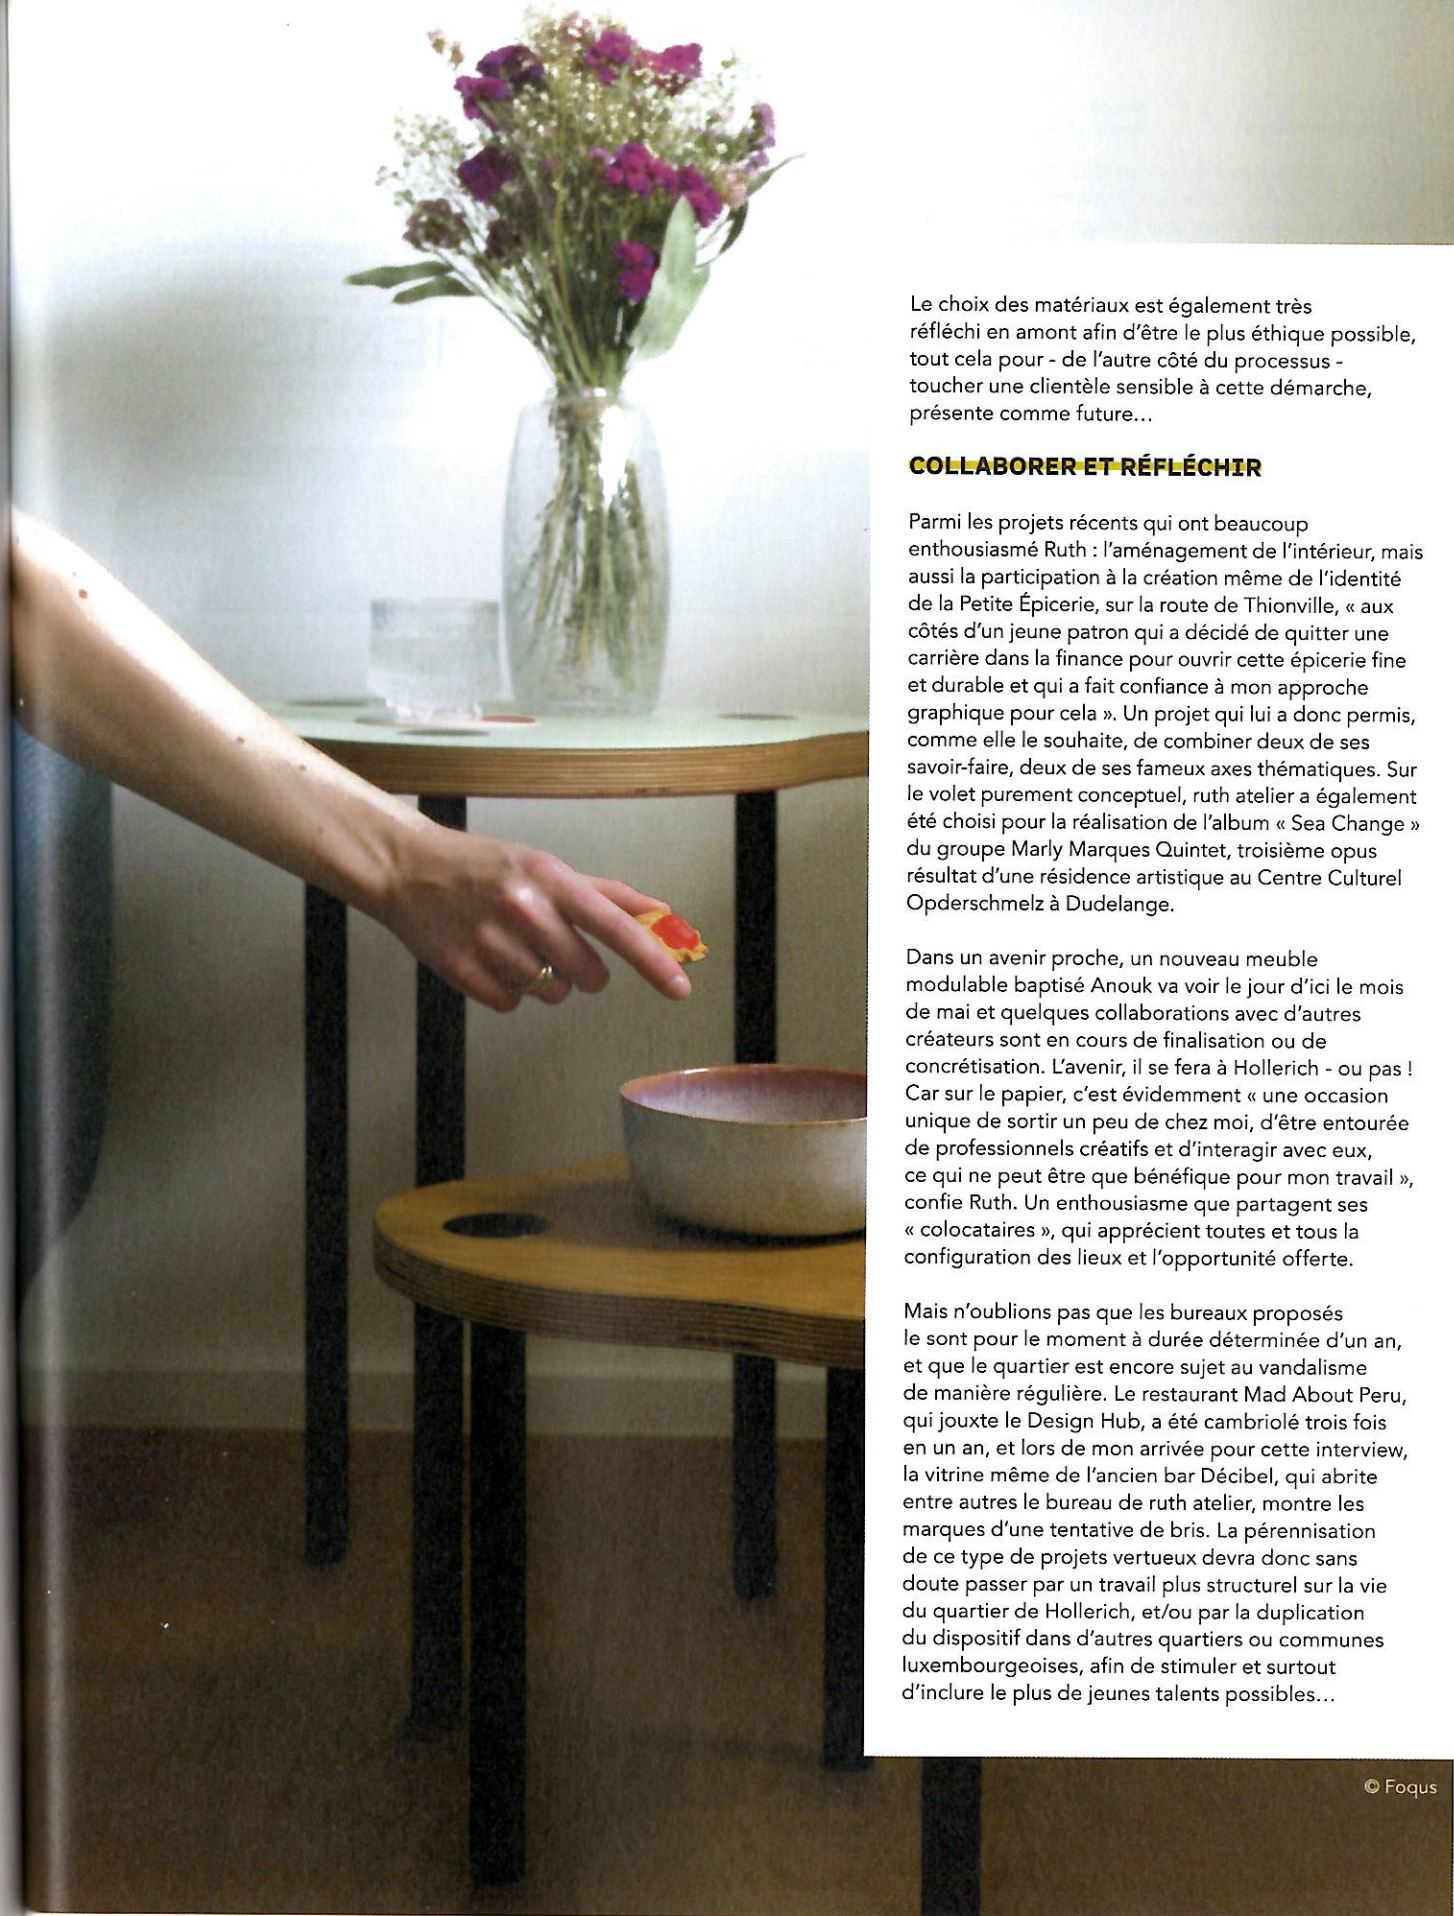 Le choix des matériaux est également très
réfléchi en amont afin d’être le plus éthique possible,
tout cela pour - de l’autre côté du processus -
toucher une clientèle sensible à cette démarche,
présente comme future…
COLLABORER ET RÉFLÉCHIR
Parmi les projets récents qui ont beaucoup
enthousiasmé Ruth : l’aménagement de l’intérieur, mais
aussi la participation à la création même de l’identité
de la Petite Épicerie, sur la route de Thionville, « aux
côtés d’un jeune patron qui a décidé de quitter une
carrière dans la finance pour ouvrir cette épicerie fine
et durable et qui a fait confiance à mon approche
graphique pour cela ». Un projet qui lui a donc permis,
comme elle le souhaite, de combiner deux de ses
savoir-faire, deux de ses fameux axes thématiques. Sur
le volet purement conceptuel, ruth atelier a également
été choisi pour la réalisation de l’album « Sea Change »
du groupe Marly Marques Quintet, troisième opus
résultat d’une résidence artistique au Centre Culturel
Opderschmelz à Dudelange.
Dans un avenir proche, un nouveau meuble
modulable baptisé Anouk va voir le jour d’ici le mois
de mai et quelques collaborations avec d’autres
créateurs sont en cours de finalisation ou de
concrétisation. L’avenir, il se fera à Hollerich - ou pas !
Car sur le papier, c’est évidemment « une occasion
unique de sortir un peu de chez moi, d’être entourée
de professionnels créatifs et d’interagir avec eux,
ce qui ne peut être que bénéfique pour mon travail »,
confie Ruth. Un enthousiasme que partagent ses
« colocataires », qui apprécient toutes et tous la
configuration des lieux et l’opportunité offerte.
Mais n’oublions pas que les bureaux proposés
le sont pour le moment à durée déterminée d’un an,
et que le quartier est encore sujet au vandalisme
de manière régulière. Le restaurant Mad About Peru,
qui jouxte le Design Hub, a été cambriolé trois fois
en un an, et lors de mon arrivée pour cette interview,
la vitrine même de l’ancien bar Décibel, qui abrite
entre autres le bureau de ruth atelier, montre les
marques d’une tentative de bris. La pérennisation
de ce type de projets vertueux devra donc sans
doute passer par un travail plus structurel sur la vie
du quartier de Hollerich, et/ou par la duplication
du dispositif dans d’autres quartiers ou communes
luxembourgeoises, afin de stimuler et surtout
d’inclure le plus de jeunes talents possibles…
© Foqus